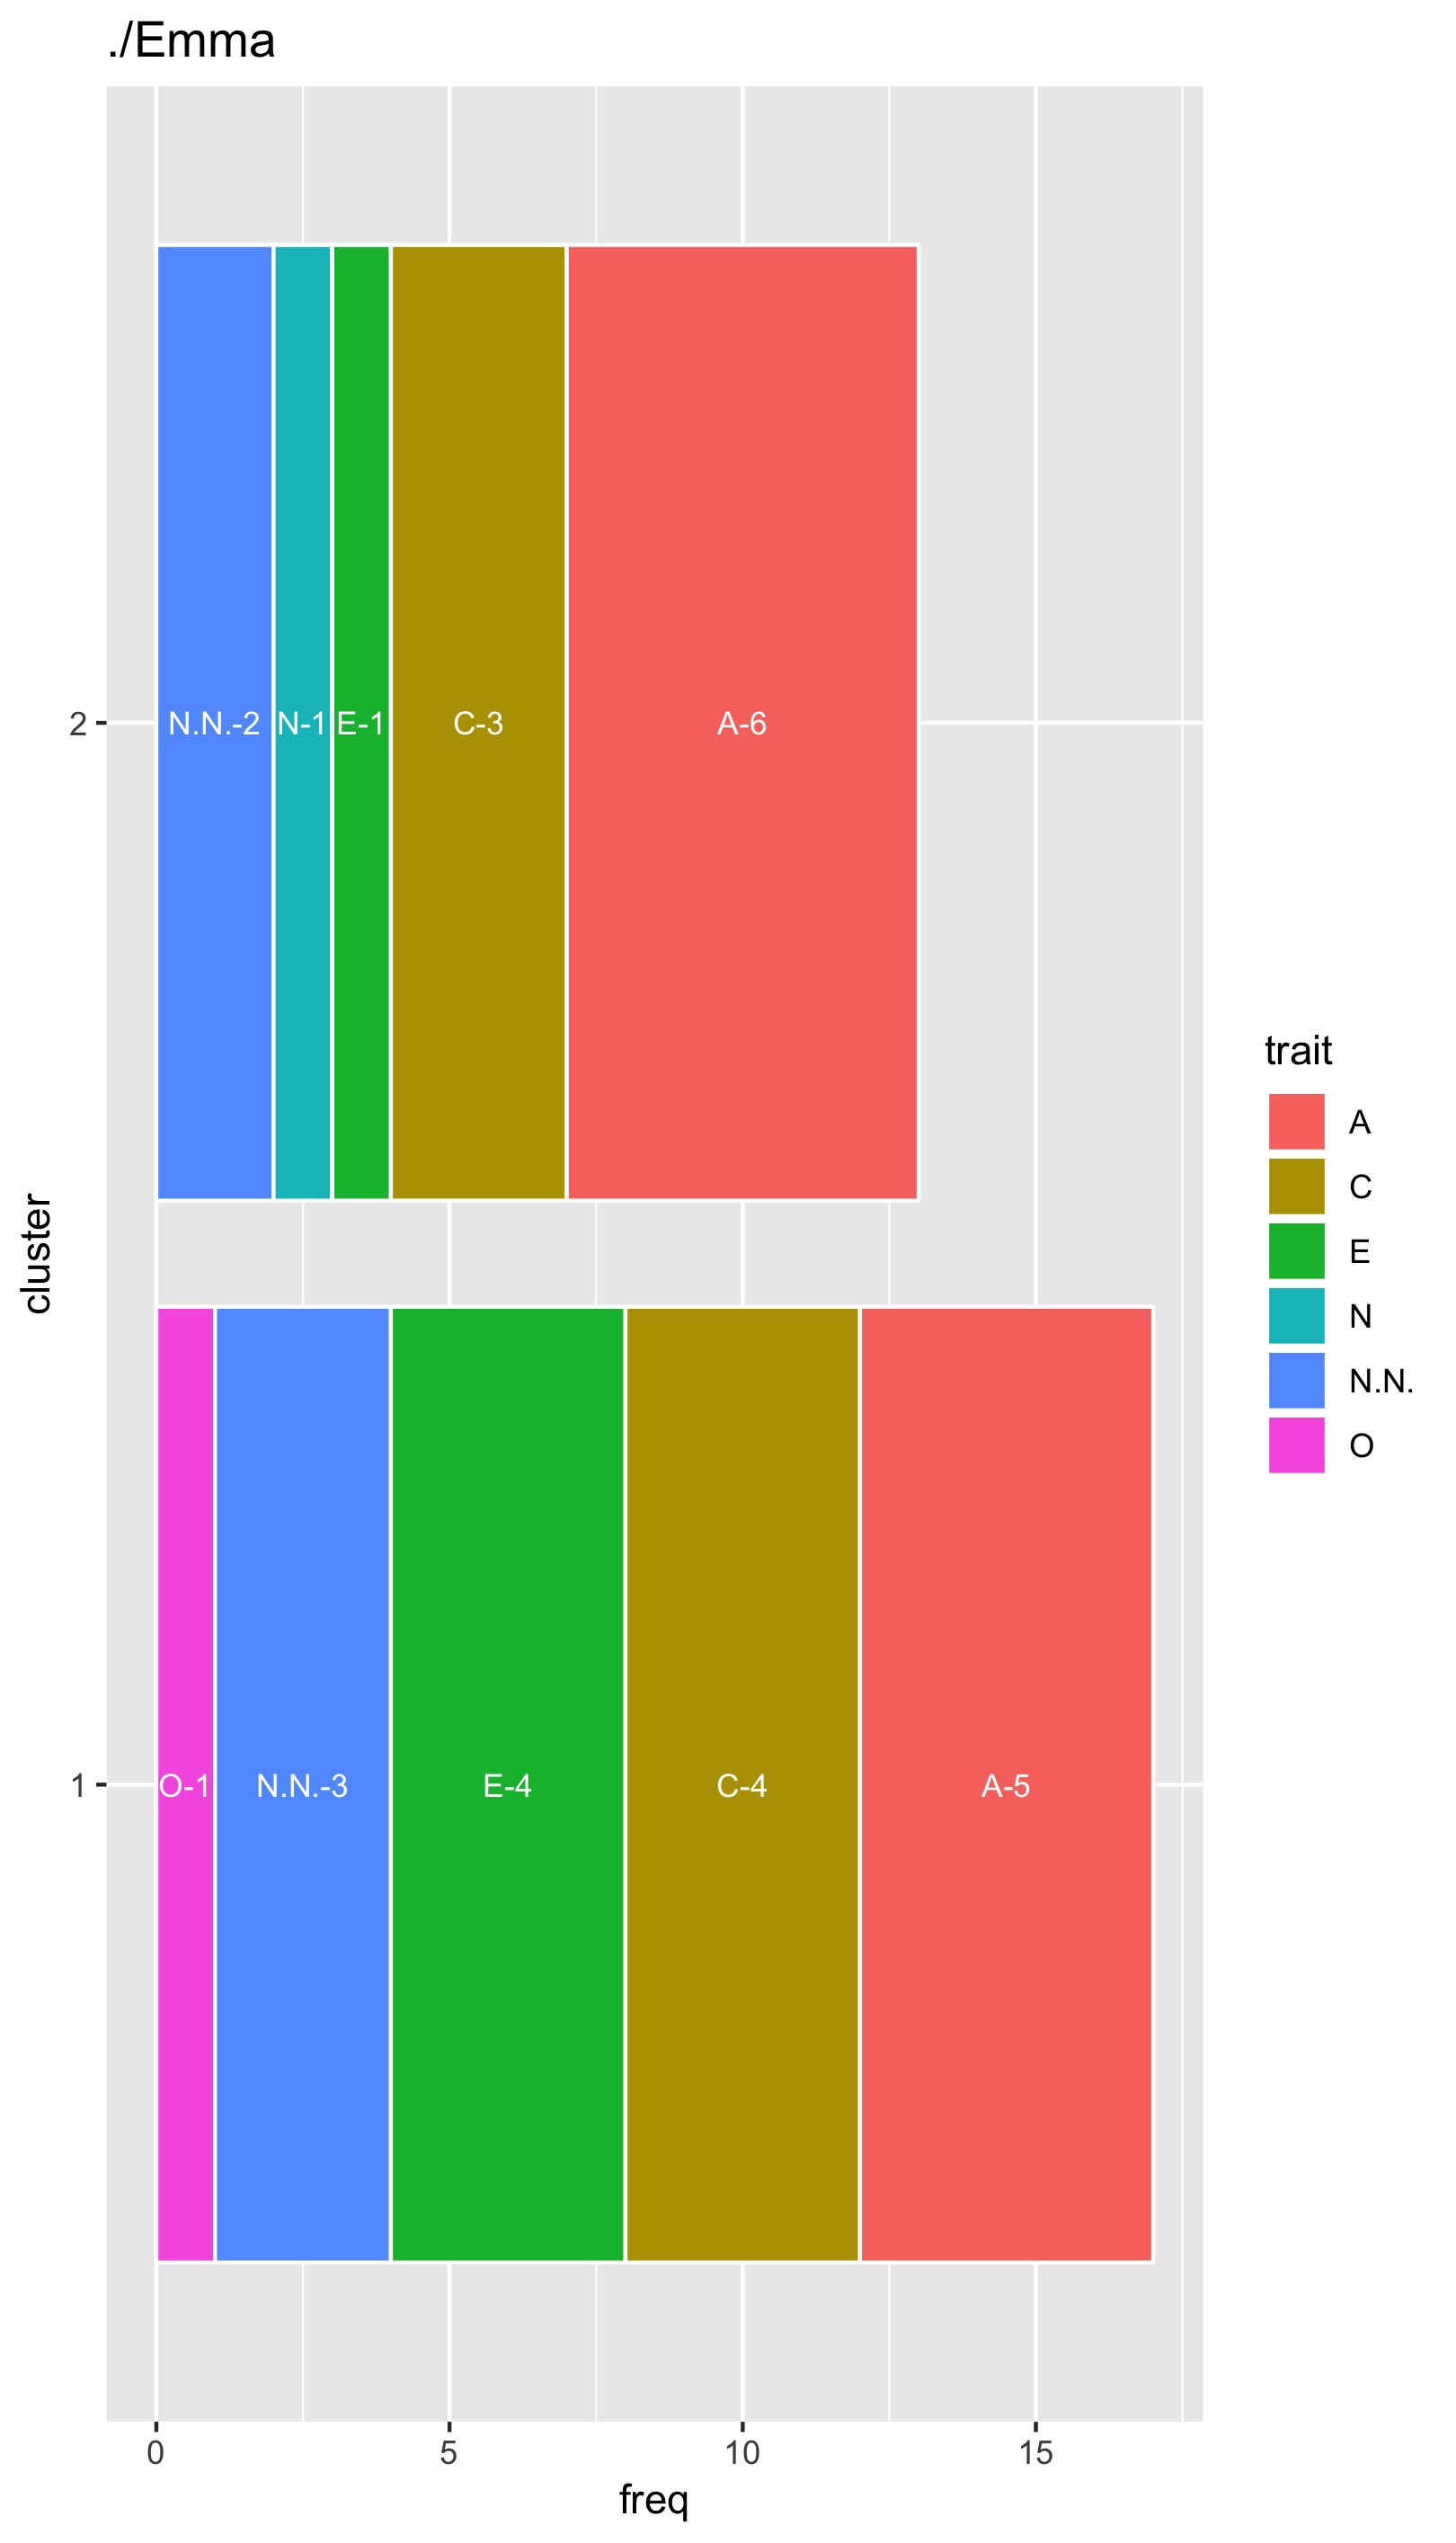 ./Emma
2
N.N.-2
N-1
E-1
C-3
A-6
cluster
1
O-1
N.N.-3
E-4
C-4
A-5
0
5
10
15
freq
trait
A
C
E
N
N.N.
O